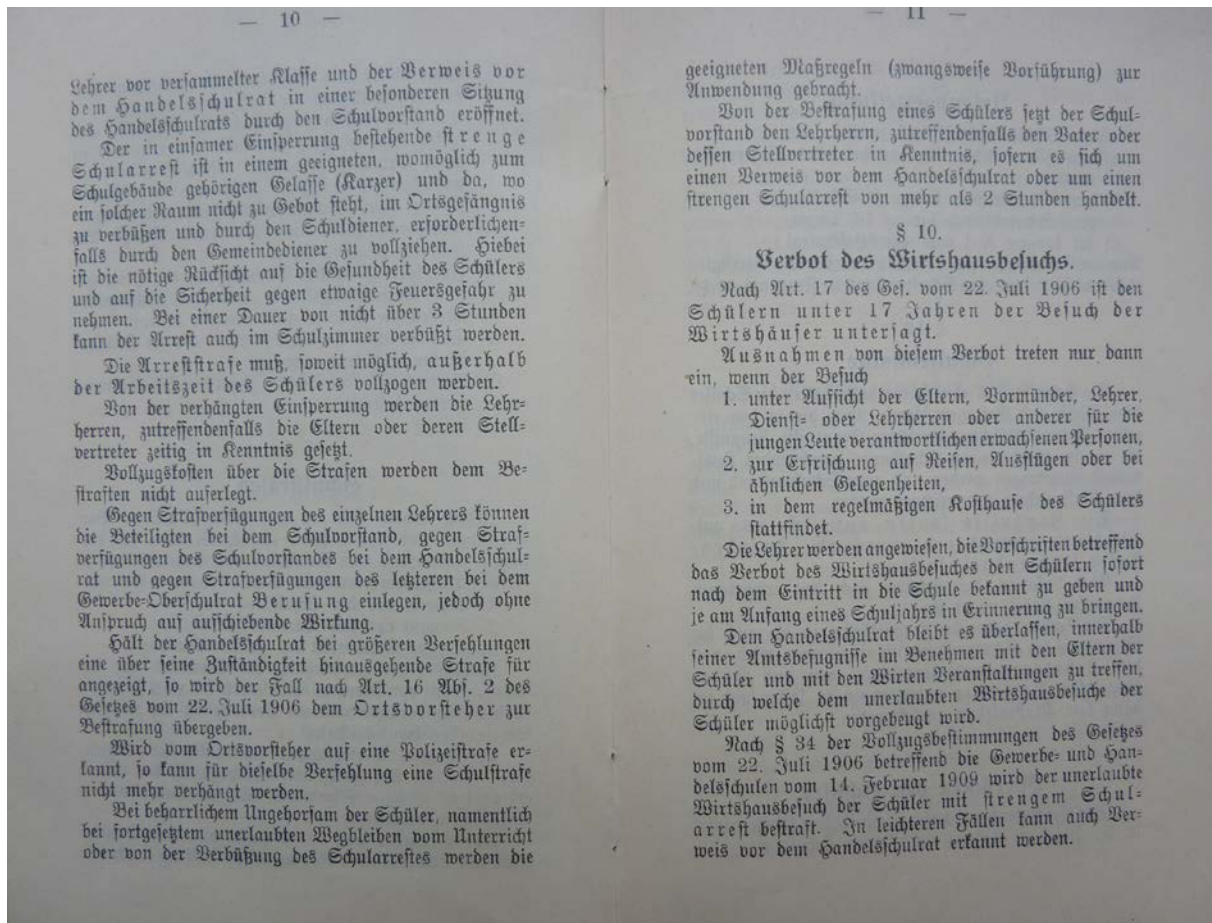 — 10 —
Lehrer vor versammelter Klasse und der Verweis vor
dem Handelsschulrat in einer besonderen Sitzung
des Handelsschulrats durch den Schulvorstand eröffnet.
Der in einsamer Einsperrung bestehende strenge
Schularrest ist in einem geeigneten, womöglich zum
Schulgebäude gehörigen Gelasse (Karzer) und da, wo
ein solcher Raum nicht zu Gebot steht, im Ortsgefängnis
zu verbüßen und durch den Schuldiener, erforderlichen-
falls durch den Gemeindediener zu vollziehen. Hiebei
ist die nötige Rücksicht auf die Gesundheit des Schülers
und auf die Sicherheit gegen etwaige Feuersgefahr zu
nehmen. Bei einer Dauer von nicht über 3 Stunden
kann der Arrest auch im Schulzimmer verbüßt werden.
Die Arreststrafe muß, soweit möglich, außerhalb
der Arbeitszeit des Schülers vollzogen werden.
Von der verhängten Einsperrung werden die Lehr-
herren, zutreffendenfalls die Eltern oder deren Stell-
vertreter zeitig in Kenntnis gesetzt.
Vollzugskosten über die Strafen werden dem Be-
straften nicht auferlegt.
Gegen Strafverfügungen des einzelnen Lehrers können
die Beteiligten bei dem Schulvorstand, gegen Straf-
verfügungen des Schulvorstandes bei dem Handelsschul-
rat und gegen Strafverfügungen des letzteren bei dem
Gewerbe-Oberschulrat Berufung einlegen, jedoch ohne
Anspruch auf aufschiebende Wirkung.
Hält der Handelsschulrat bei größeren Verfehlungen
eine über seine Zuständigkeit hinausgehende Strafe für
angezeigt, so wird der Fall nach Art. 16 Abs. 2 des
Gesetzes vom 22. Juli 1906 dem Ortsvorsteher zur
Bestrafung übergeben.
Wird vom Ortsvorsteher auf eine Polizeistrafe er-
kannt, so kann für dieselbe Verfehlung eine Schulstrafe
nicht mehr verhängt werden.
Bei beharrlichem Ungehorsam der Schüler, namentlich
bei fortgesetztem unerlaubten Wegbleiben vom Unterricht
oder von der Verbüßung des Schularrestes werden die
— 11 —
geeigneten Maßregeln (zwangsweise Vorführung) zur
Anwendung gebracht.
Von der Bestrafung eines Schülers setzt der Schul-
vorstand den Lehrherrn, zutreffendenfalls den Vater oder
dessen Stellvertreter in Kenntnis, sofern es sich um
einen Verweis vor dem Handelsschulrat oder um einen
strengen Schularrest von mehr als 2 Stunden handelt.
§ 10.
Verbot des Wirtshausbesuchs.
Nach Art. 17 des Ges. vom 22. Juli 1906 ist den
Schülern unter 17 Jahren der Besuch der
Wirtshäuser untersagt.
Ausnahmen von diesem Verbot treten nur dann
ein, wenn der Besuch
1. unter Aufsicht der Eltern, Vormünder, Lehrer,
Dienst- oder Lehrherren oder anderer für die
jungen Leute verantwortlichen erwachsenen Personen,
2. zur Erfrischung auf Reisen, Ausflügen oder bei
ähnlichen Gelegenheiten,
3. in dem regelmäßigen Kosthause des Schülers
stattfindet.
Die Lehrer werden angewiesen, die Vorschriften betreffend
das Verbot des Wirtshausbesuches den Schülern sofort
nach dem Eintritt in die Schule bekannt zu geben und
je am Anfang eines Schuljahrs in Erinnerung zu bringen.
Dem Handelsschulrat bleibt es überlassen, innerhalb
seiner Amtsbefugnisse im Benehmen mit den Eltern der
Schüler und mit den Wirten Veranstaltungen zu treffen,
durch welche dem unerlaubten Wirtshausbesuche der
Schüler möglichst vorgebeugt wird.
Nach § 34 der Vollzugsbestimmungen des Gesetzes
vom 22. Juli 1906 betreffend die Gewerbe- und Han-
delsschulen vom 14. Februar 1909 wird der unerlaubte
Wirtshausbesuch der Schüler mit strengem Schul-
arrest bestraft. In leichteren Fällen kann auch Ver-
weis vor dem Handelsschulrat erkannt werden.